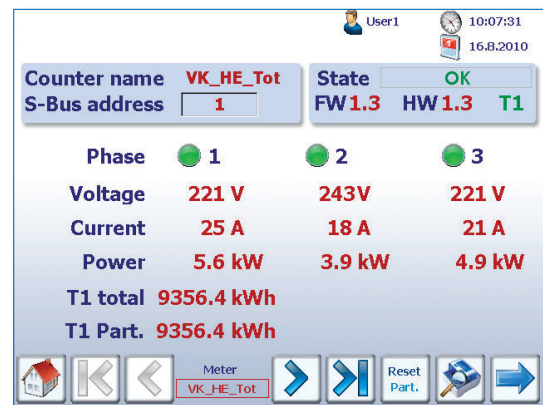 User1 10:07:31
16.8.2010
Counter name VK_HE_Tot State OK
S-Bus address 1 FW 1.3 HW 1.3 T1
Phase 1 2 3
Voltage 221 V 243V 221 V
Current 25 A 18 A 21 A
Power 5.6 kW 3.9 kW 4.9 kW
T1 total 9356.4 kWh
T1 Part. 9356.4 kWh
Meter
VK_HE_Tot
Reset
Part.